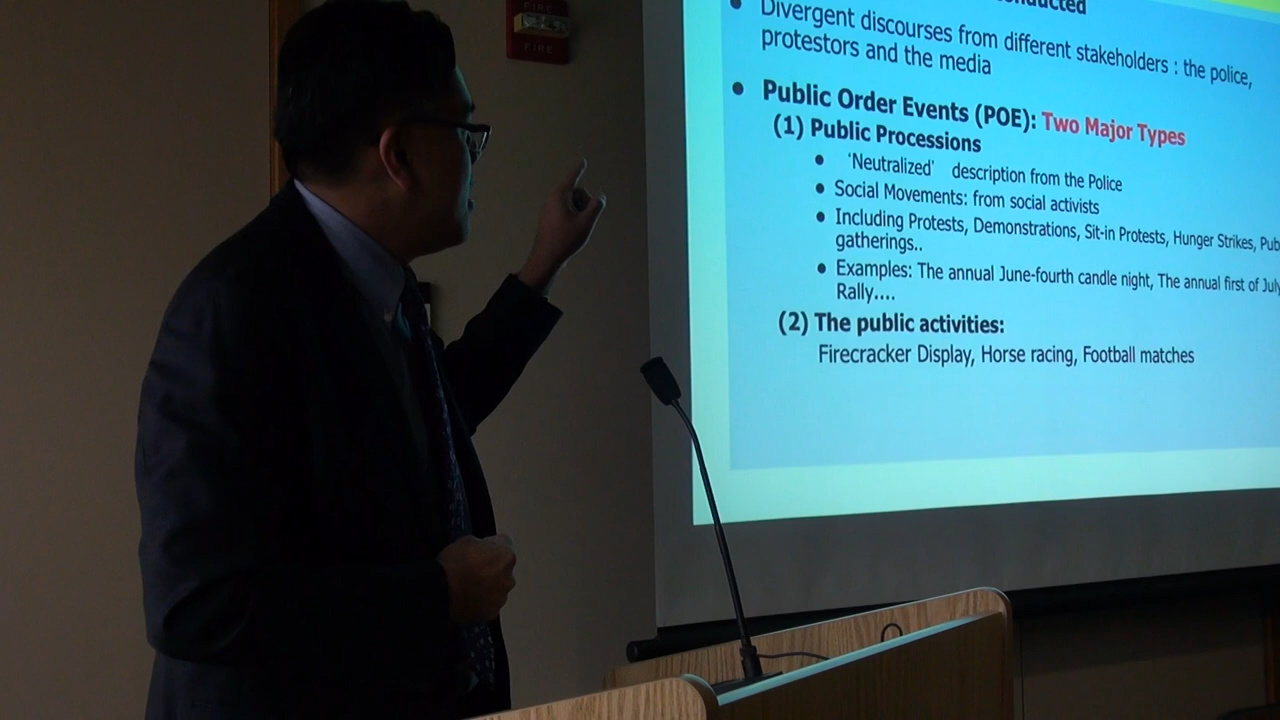 FIRE
FIRE
conducted
• Divergent discourses from different stakeholders : the police,
protestors and the media
• Public Order Events (POE): Two Major Types
(1) Public Processions
• 'Neutralized' description from the Police
• Social Movements: from social activists
• Including Protests, Demonstrations, Sit-in Protests, Hunger Strikes,
gatherings..
• Examples: The annual June-fourth candle night, The annual first of July
Rally....
(2) The public activities:
Firecracker Display, Horse racing, Football matches